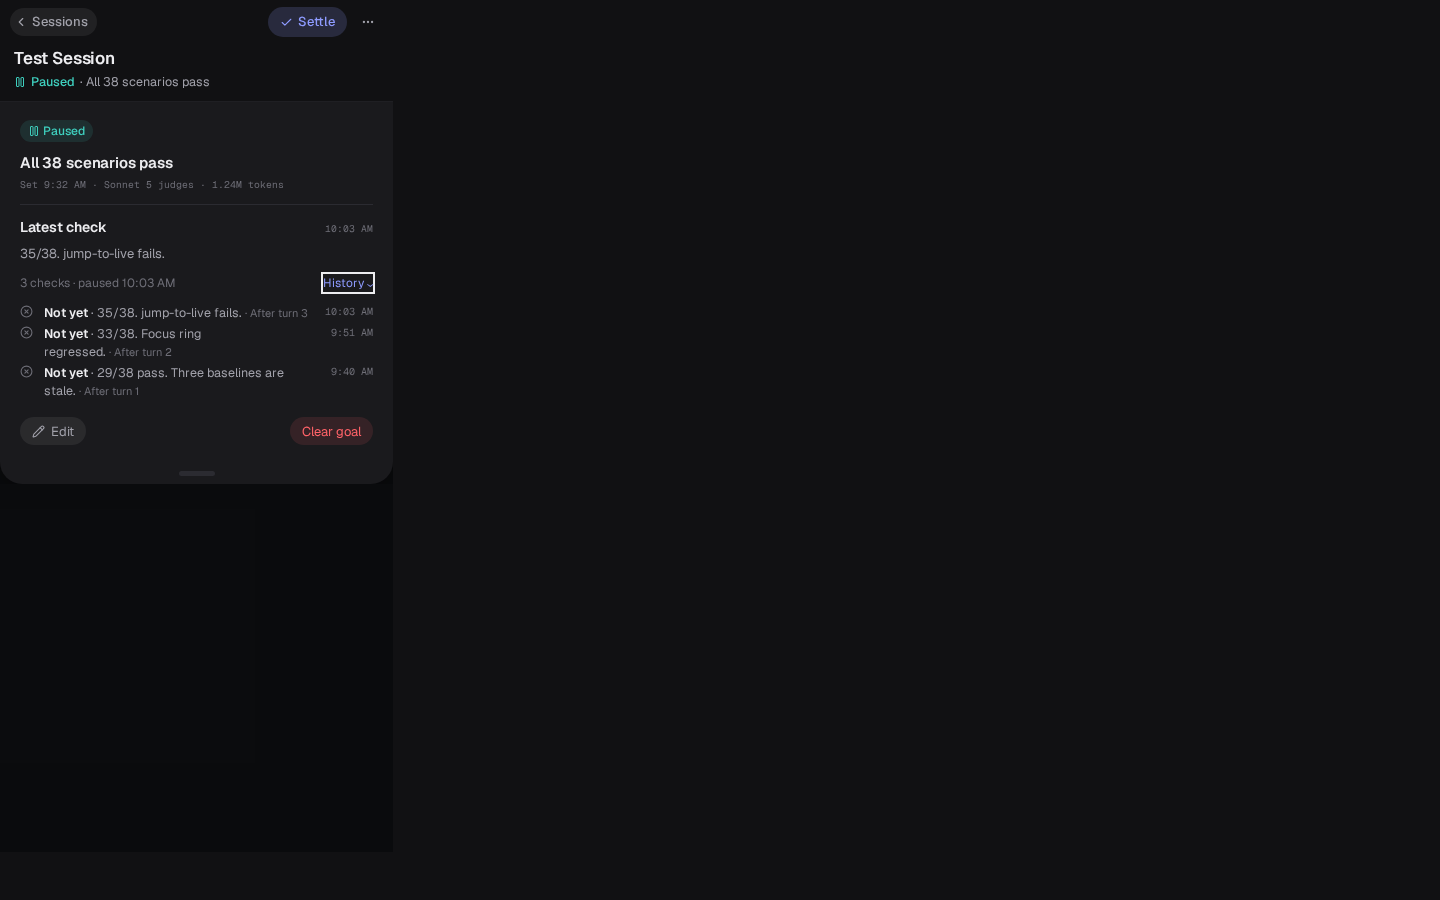 Sessions
Settle
Test Session
Paused · All 38 scenarios pass
Paused
All 38 scenarios pass
Set 9:32 AM · Sonnet 5 judges · 1.24M tokens
Latest check 10:03 AM
35/38. jump-to-live fails.
3 checks · paused 10:03 AM History
Not yet · 35/38. jump-to-live fails. · After turn 3 10:03 AM
Not yet · 33/38. Focus ring 9:51 AM
regressed. · After turn 2
Not yet · 29/38 pass. Three baselines are 9:40 AM
stale. · After turn 1
Edit Clear goal